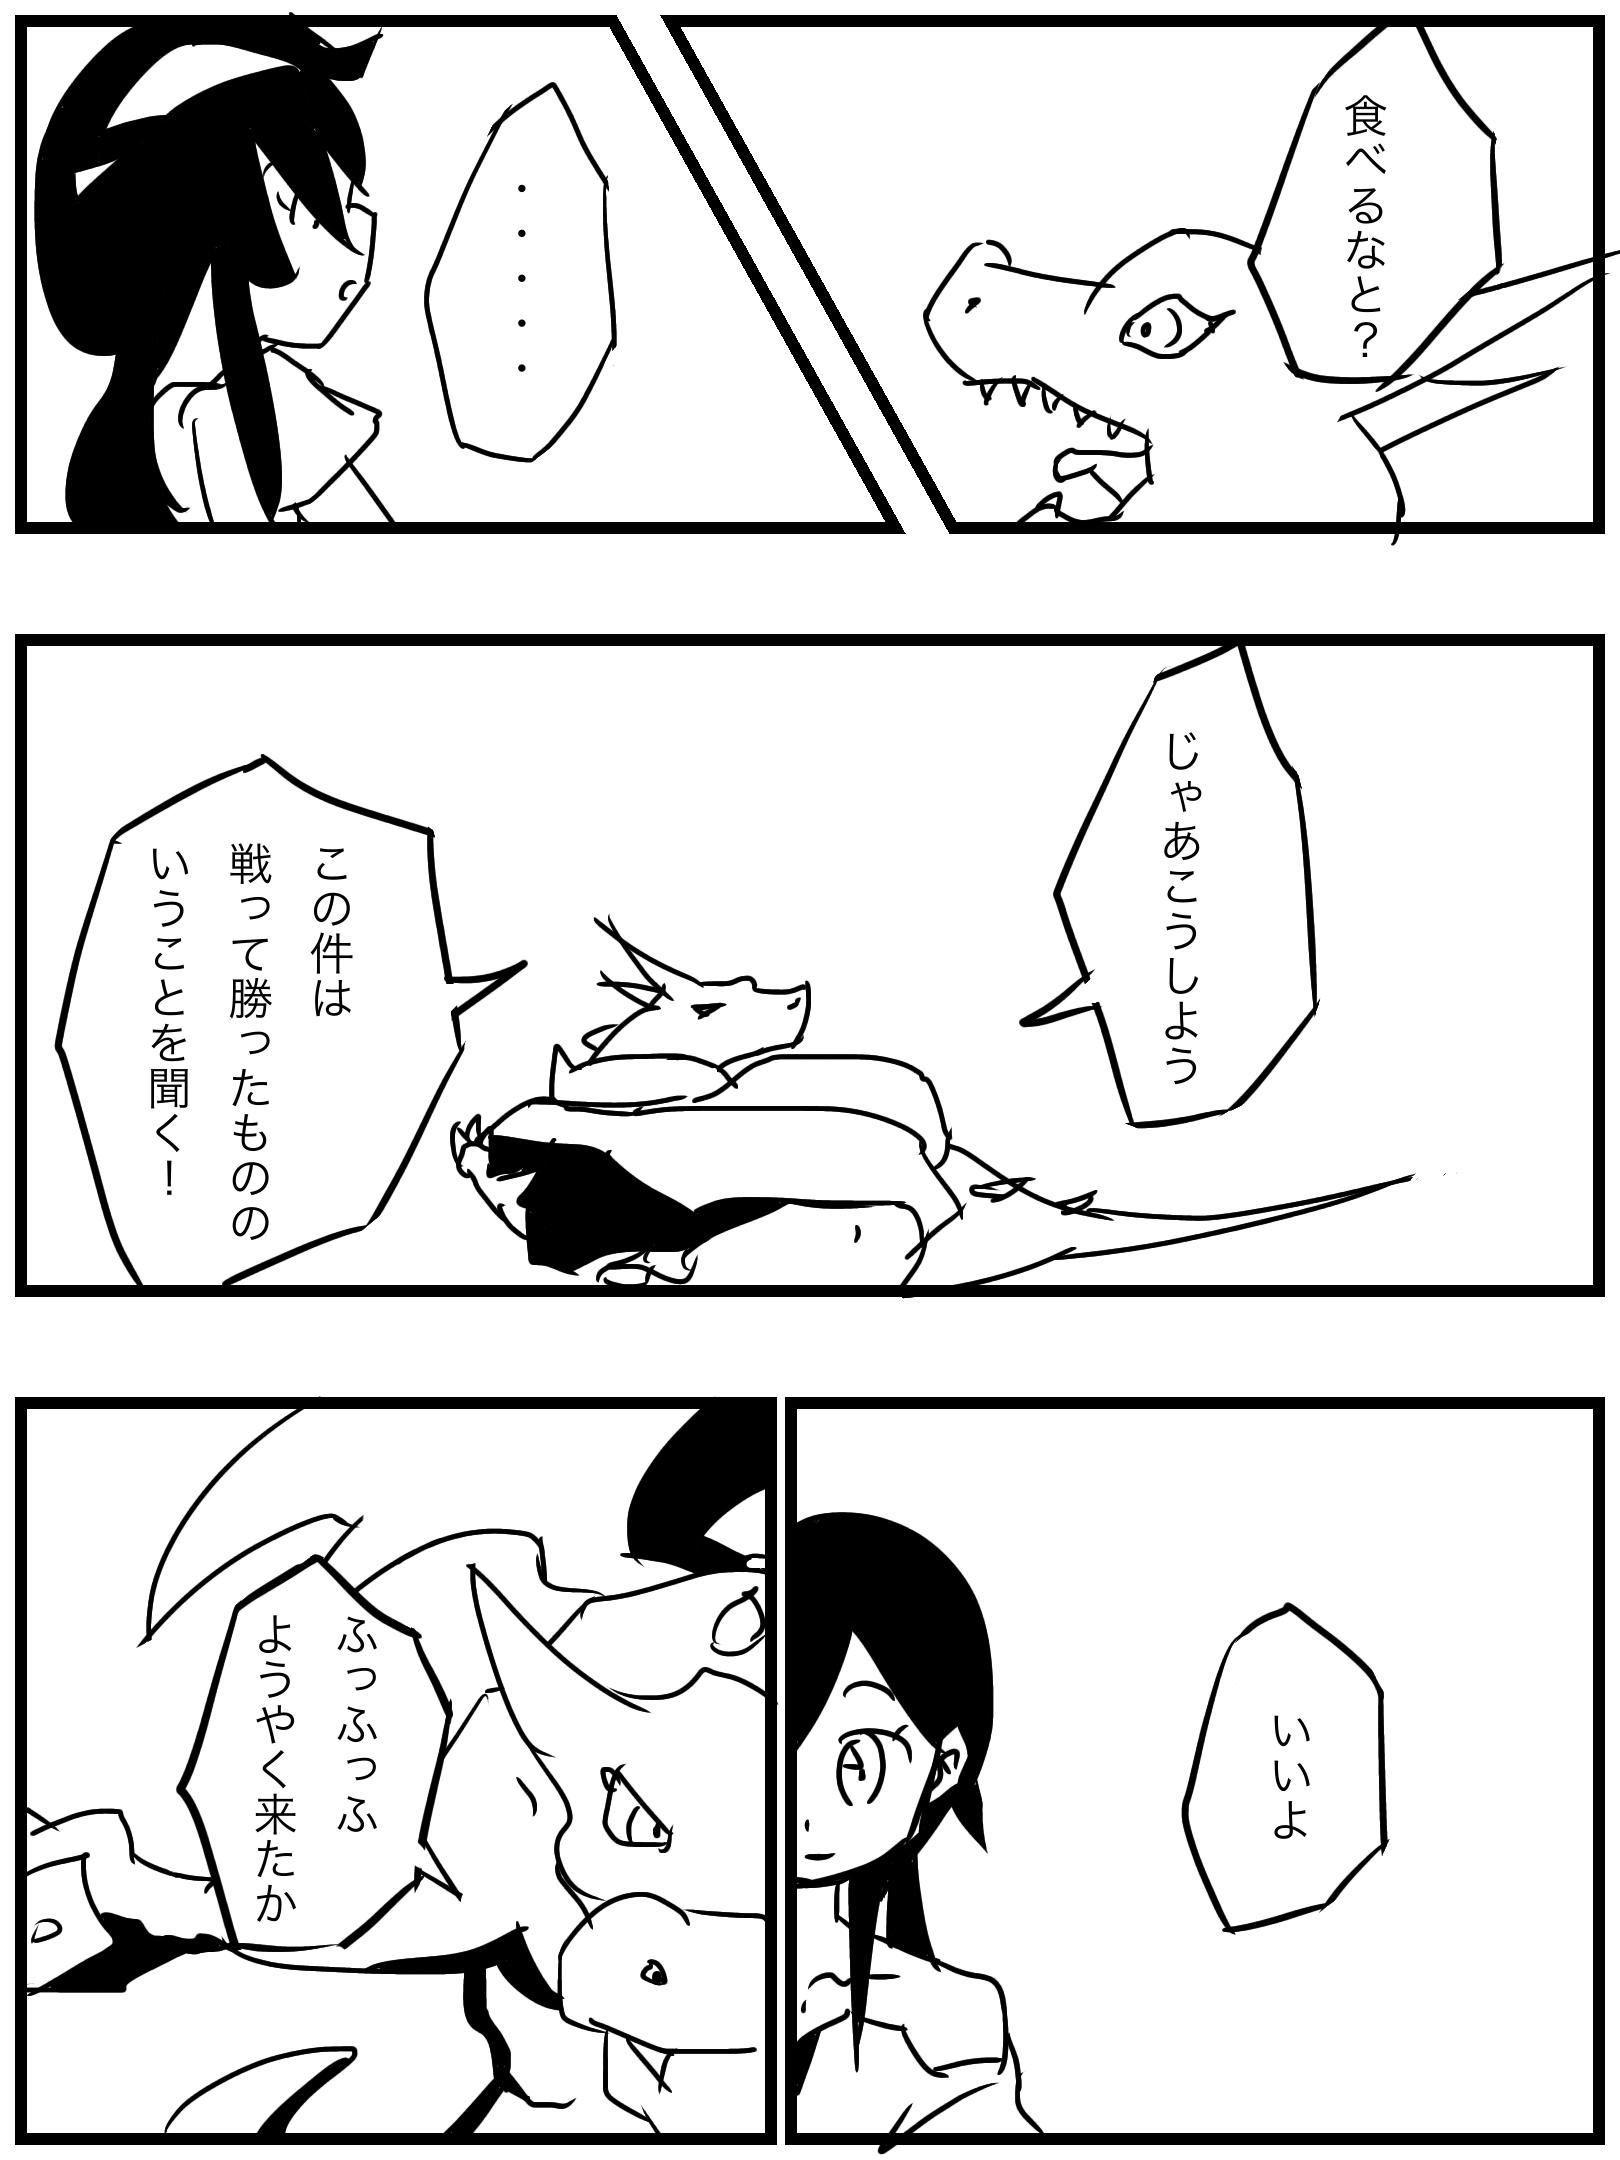 食べるなと？
・・・・・
じゃあこうしよう
この件は
戦って勝ったものの
いうことを聞く！
いいよ
ふっふっふ
ようやく来たか